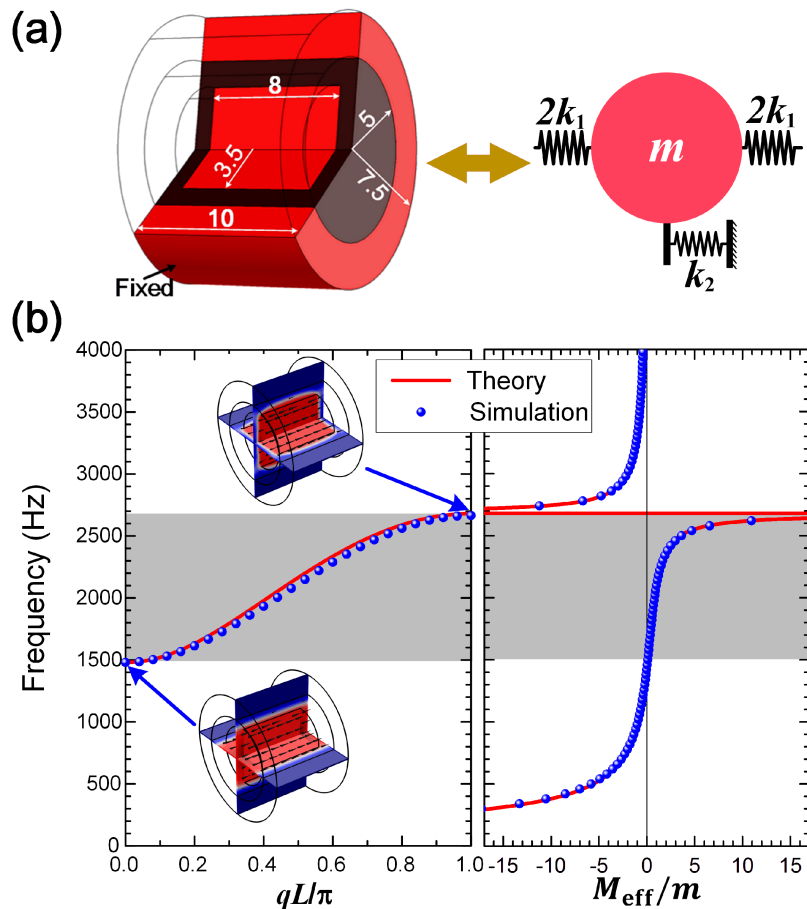 (a)
8
5
3.5
7.5
10
Fixed
2k₁
m
2k₁
k₂
(b)
Theory
Simulation
Frequency (Hz)
4000
3500
3000
2500
2000
1500
1000
500
0
0.0 0.2 0.4 0.6 0.8 1.0
qL/π
-15 -10 -5 0 5 10 15
M_eff/m